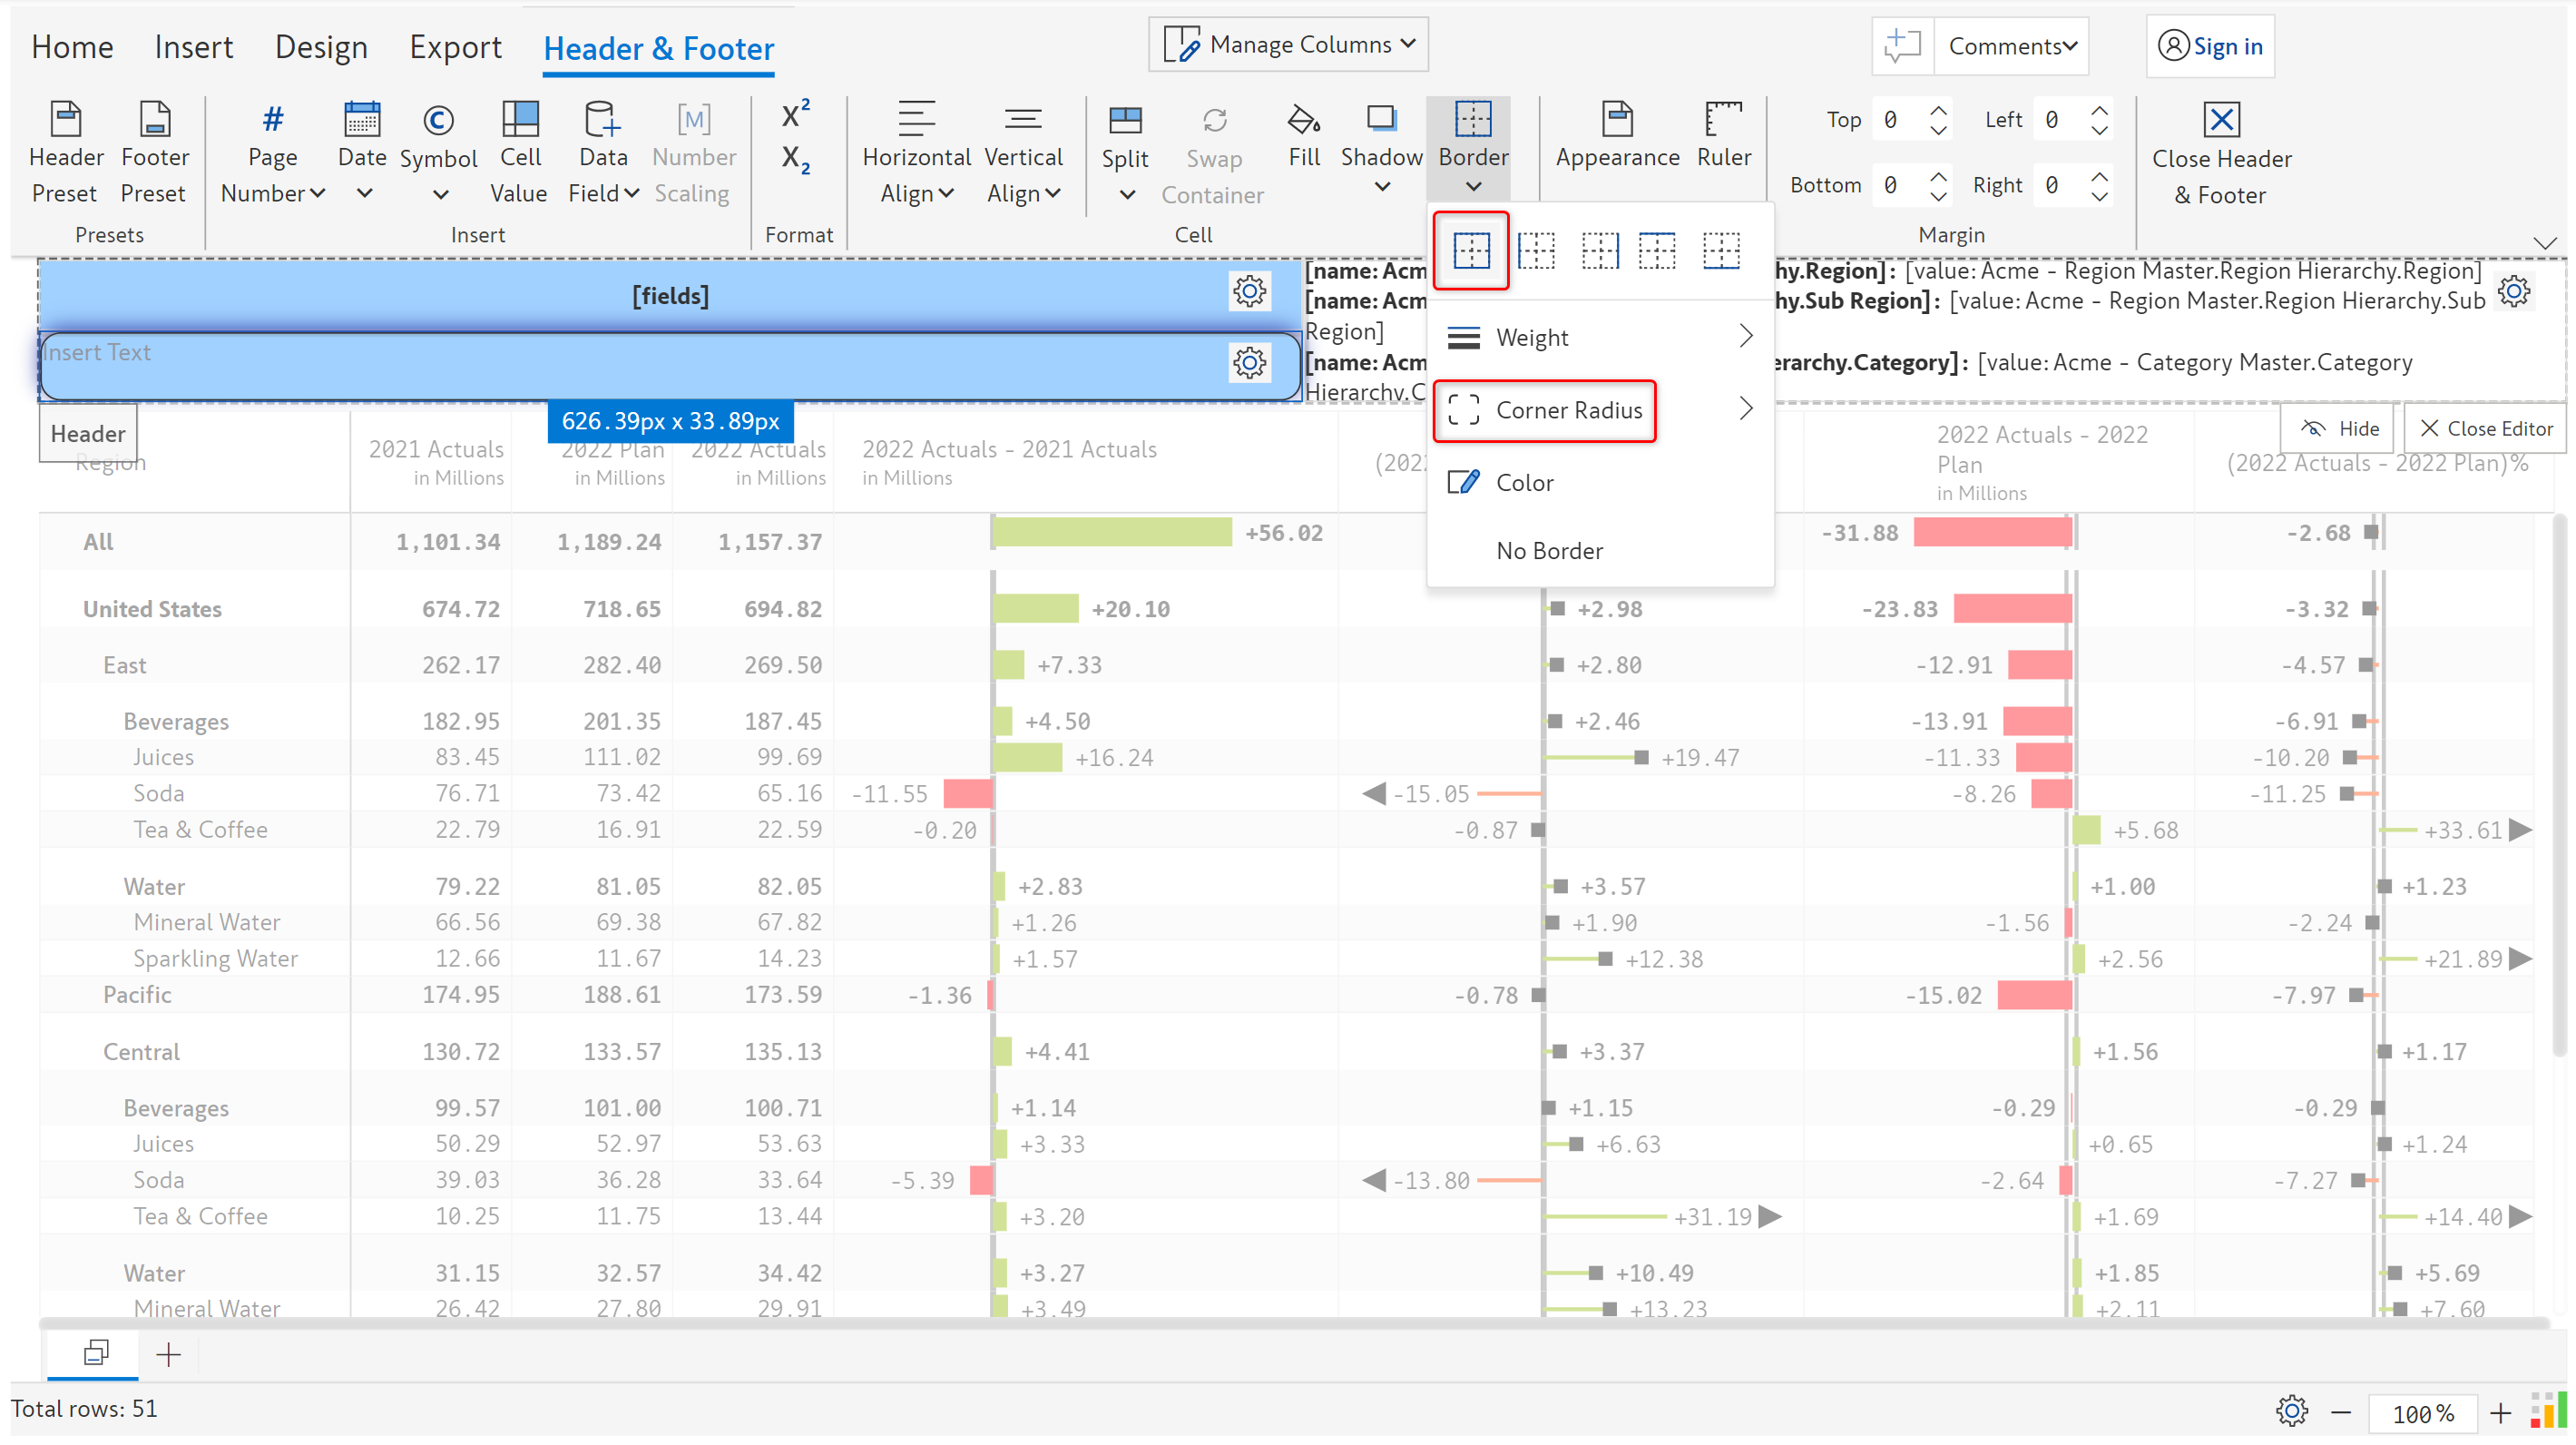 Home Insert Design Export Header & Footer Manage Columns Comments Sign in
Header Preset
Footer Preset
Presets
# Page Number
Date
Symbol
Cell Value
Data Field
[M] Number Scaling
Insert
X²
X₂
Format
Horizontal Align
Vertical Align
Split
Swap Container
Fill
Shadow
Border
Cell
Appearance
Ruler
Top 0 Left 0
Bottom 0 Right 0
Margin
Close Header & Footer
[fields]
Insert Text
626.39px x 33.89px
Header
[name: Acm
hy.Region]: [value: Acme - Region Master.Region Hierarchy.Region]
[name: Acm
hy.Sub Region]: [value: Acme - Region Master.Region Hierarchy.Sub
Region]
[name: Acm
erarchy.Category]: [value: Acme - Category Master.Category
Hierarchy.C
Weight
Corner Radius
Color
No Border
Hide
Close Editor
Region
2021 Actuals
in Millions
2022 Plan
in Millions
2022 Actuals
in Millions
2022 Actuals - 2021 Actuals
in Millions
(202
2022 Actuals - 2022
Plan
in Millions
(2022 Actuals - 2022 Plan)%
All 1,101.34 1,189.24 1,157.37 +56.02 -31.88 -2.68
United States 674.72 718.65 694.82 +20.10 +2.98 -23.83 -3.32
East 262.17 282.40 269.50 +7.33 +2.80 -12.91 -4.57
Beverages 182.95 201.35 187.45 +4.50 +2.46 -13.91 -6.91
Juices 83.45 111.02 99.69 +16.24 +19.47 -11.33 -10.20
Soda 76.71 73.42 65.16 -11.55 -15.05 -8.26 -11.25
Tea & Coffee 22.79 16.91 22.59 -0.20 -0.87 +5.68 +33.61
Water 79.22 81.05 82.05 +2.83 +3.57 +1.00 +1.23
Mineral Water 66.56 69.38 67.82 +1.26 +1.90 -1.56 -2.24
Sparkling Water 12.66 11.67 14.23 +1.57 +12.38 +2.56 +21.89
Pacific 174.95 188.61 173.59 -1.36 -0.78 -15.02 -7.97
Central 130.72 133.57 135.13 +4.41 +3.37 +1.56 +1.17
Beverages 99.57 101.00 100.71 +1.14 +1.15 -0.29 -0.29
Juices 50.29 52.97 53.63 +3.33 +6.63 +0.65 +1.24
Soda 39.03 36.28 33.64 -5.39 -13.80 -2.64 -7.27
Tea & Coffee 10.25 11.75 13.44 +3.20 +31.19 +1.69 +14.40
Water 31.15 32.57 34.42 +3.27 +10.49 +1.85 +5.69
Mineral Water 26.42 27.80 29.91 +3.49 +13.23 +2.11 +7.60
Total rows: 51
100%